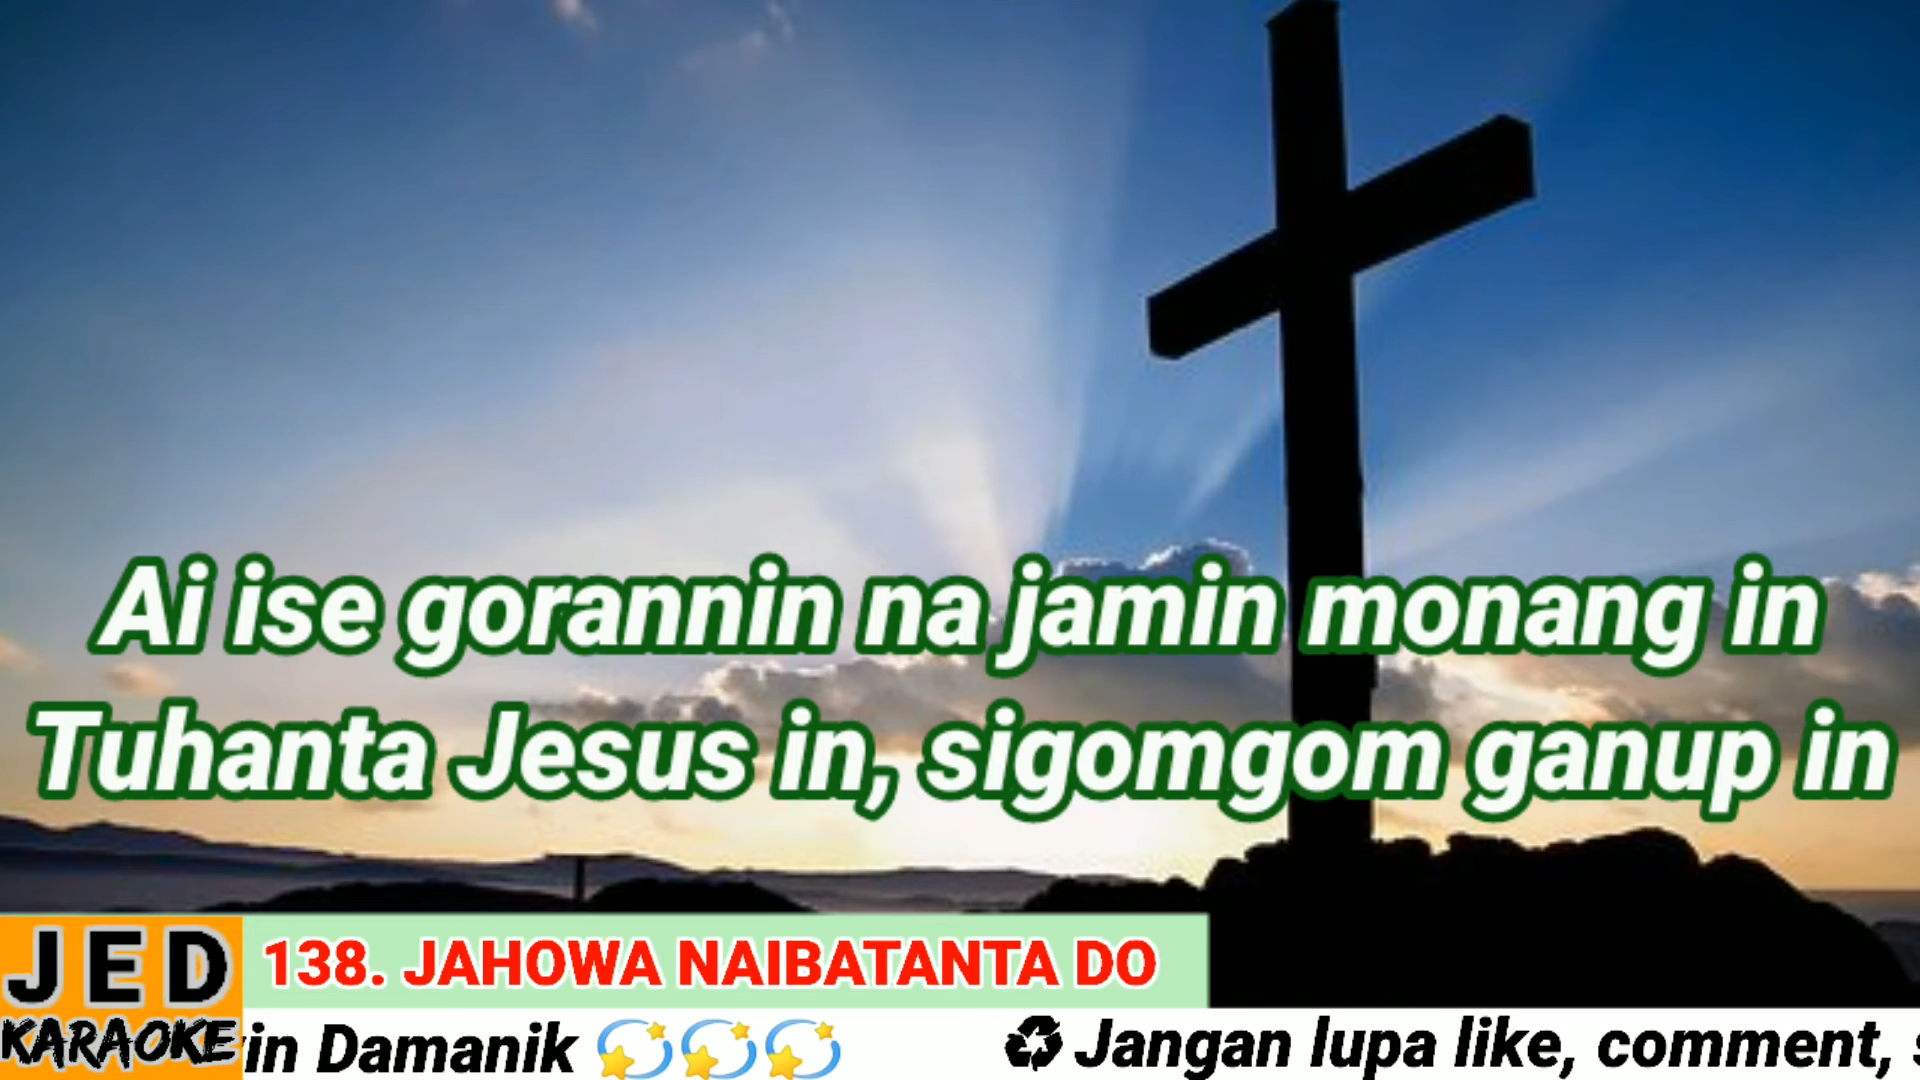 Ai ise gorannin na jamin monang in
Tuhanta Jesus in, sigomgom ganup in
JED
KARAOKE
138. JAHOWA NAIBATANTA DO
in Damanik 💫💫💫 ♻ Jangan lupa like, comment,